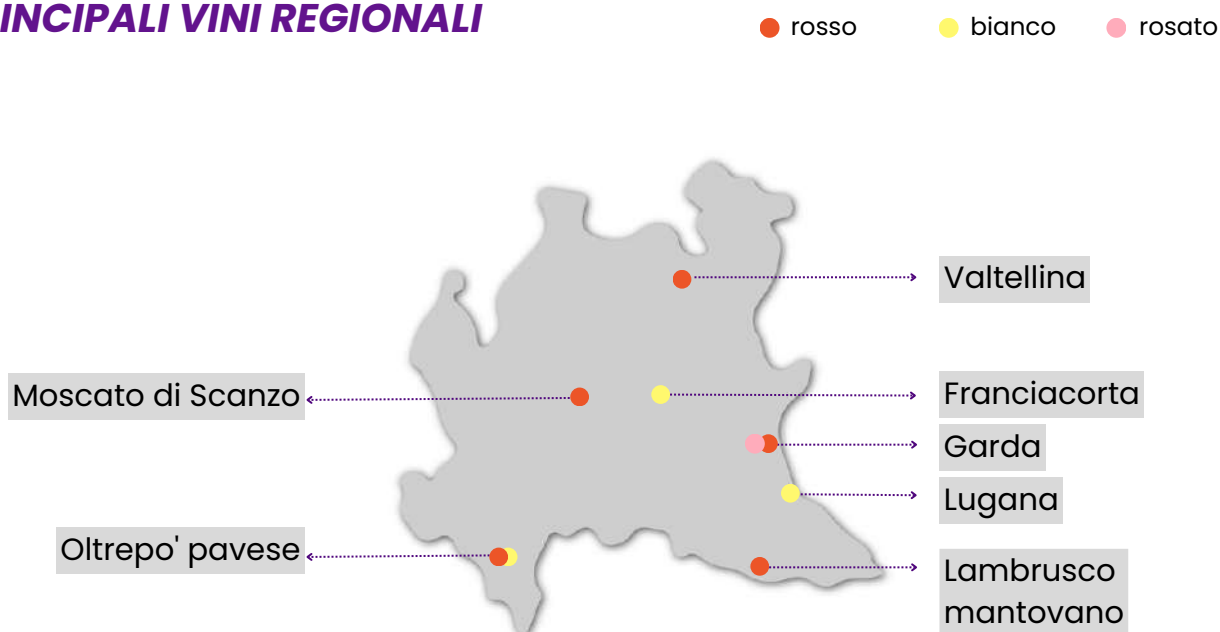 INCIPALI VINI REGIONALI
rosso
bianco
rosato
Valtellina
Moscato di Scanzo
Franciacorta
Garda
Lugana
Oltrepo' pavese
Lambrusco
mantovano